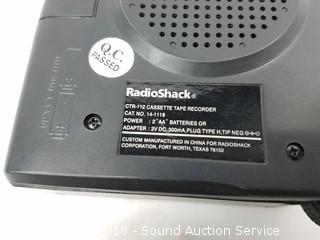 Q.C.
PASSED
RadioShack®
CTR-112 CASSETTE TAPE RECORDER
CAT. NO. 14-1118
POWER : 2 "AA" BATTERIES OR
ADAPTER : 3V DC, 300mA, PLUG TYPE H, TIP NEG
CUSTOM MANUFACTURED IN CHINA FOR RADIOSHACK
CORPORATION, FORT WORTH, TEXAS 76102
2018 - Sound Auction Service